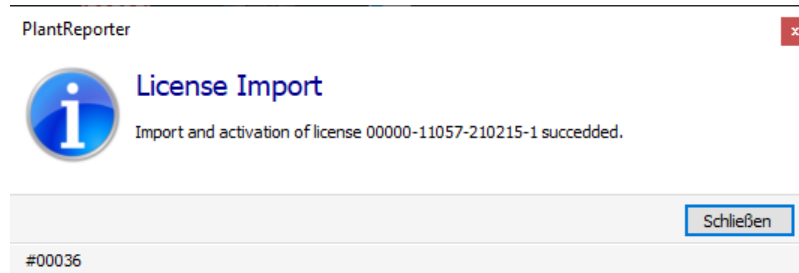 PlantReporter
x
License Import
Import and activation of license 00000-11057-210215-1 succedded.
Schließen
#00036